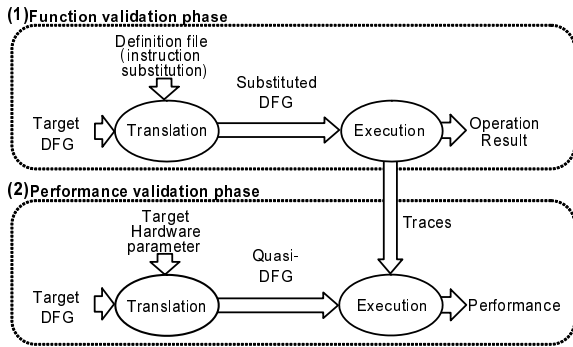 (1)Function validation phase
Definition file
(instruction
substitution)
Substituted
DFG
Target
DFG
Translation
Execution
Operation
Result
(2)Performance validation phase
Traces
Target
Hardware
parameter
Quasi-
DFG
Target
DFG
Translation
Execution
Performance